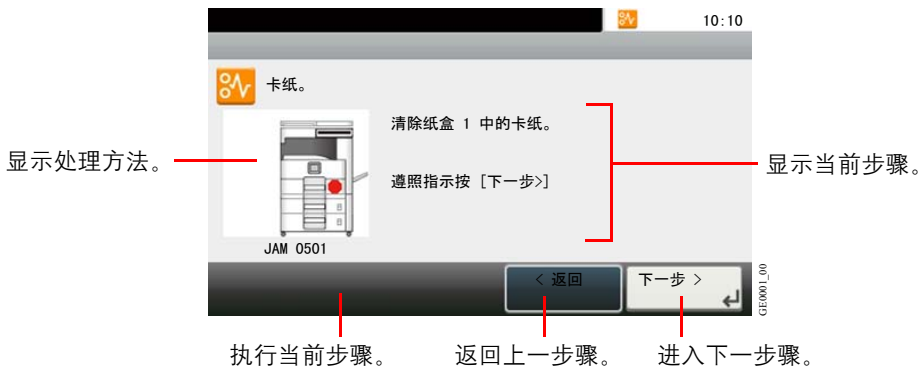 10:10
卡纸。
清除纸盒 1 中的卡纸。
显示处理方法。
显示当前步骤。
遵照指示按 [下一步>]
JAM 0501
< 返回
下一步 >
GE0001_00
执行当前步骤。
返回上一步骤。
进入下一步骤。